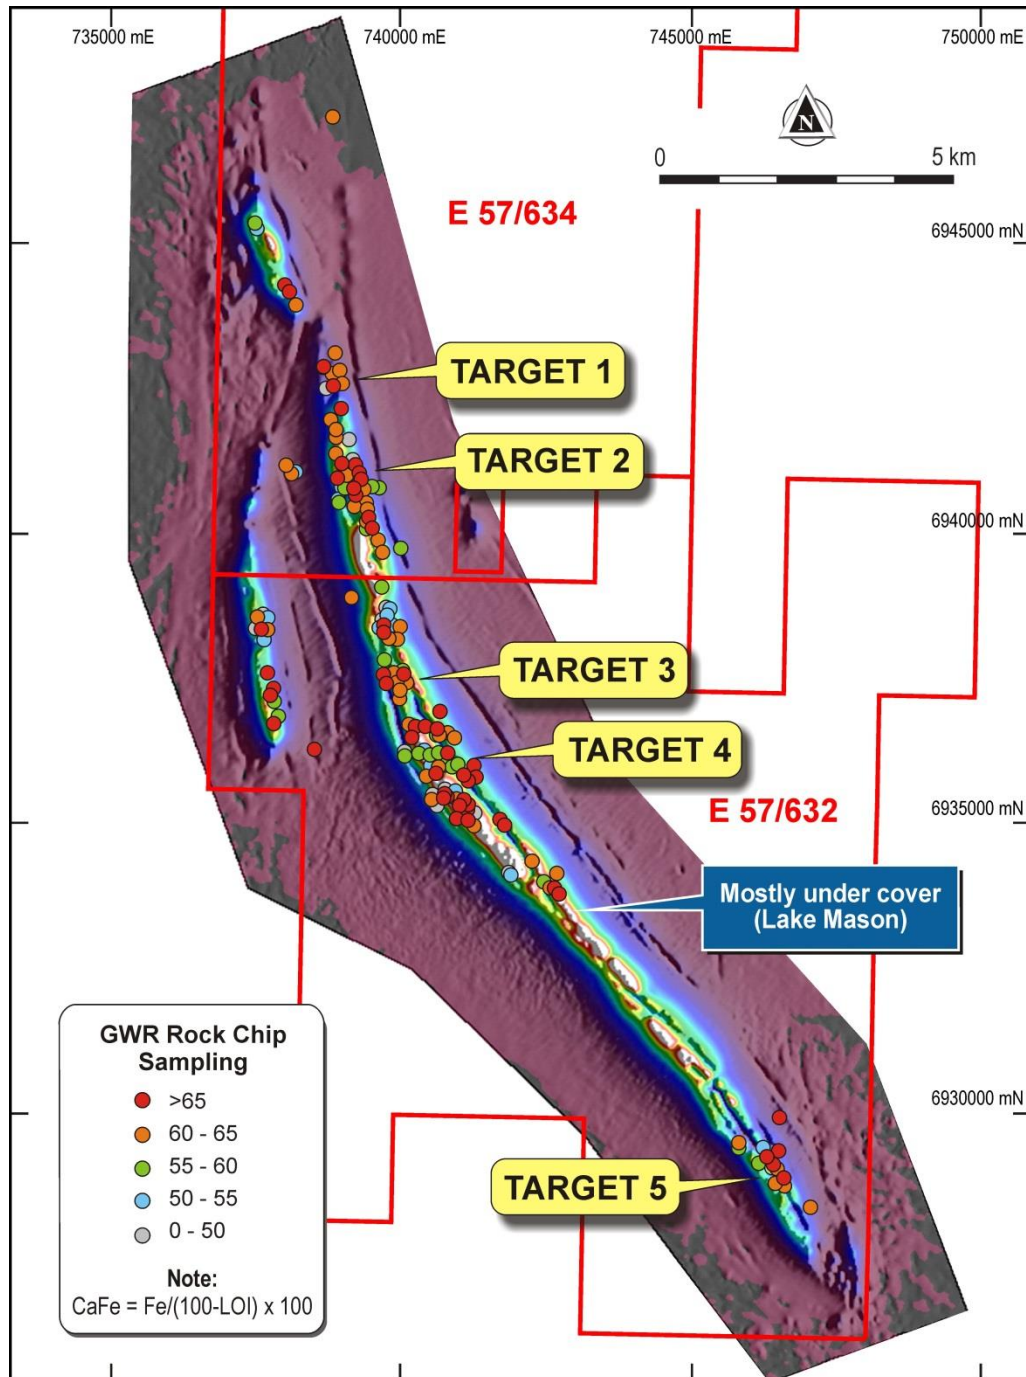 735000 mE
740000 mE
745000 mE
750000 mE
N
0
5 km
E 57/634
6945000 mN
TARGET 1
TARGET 2
6940000 mN
TARGET 3
TARGET 4
E 57/632
6935000 mN
Mostly under cover
(Lake Mason)
GWR Rock Chip
Sampling
>65
60 - 65
55 - 60
50 - 55
0 - 50
Note:
CaFe = Fe/(100-LOI) x 100
6930000 mN
TARGET 5